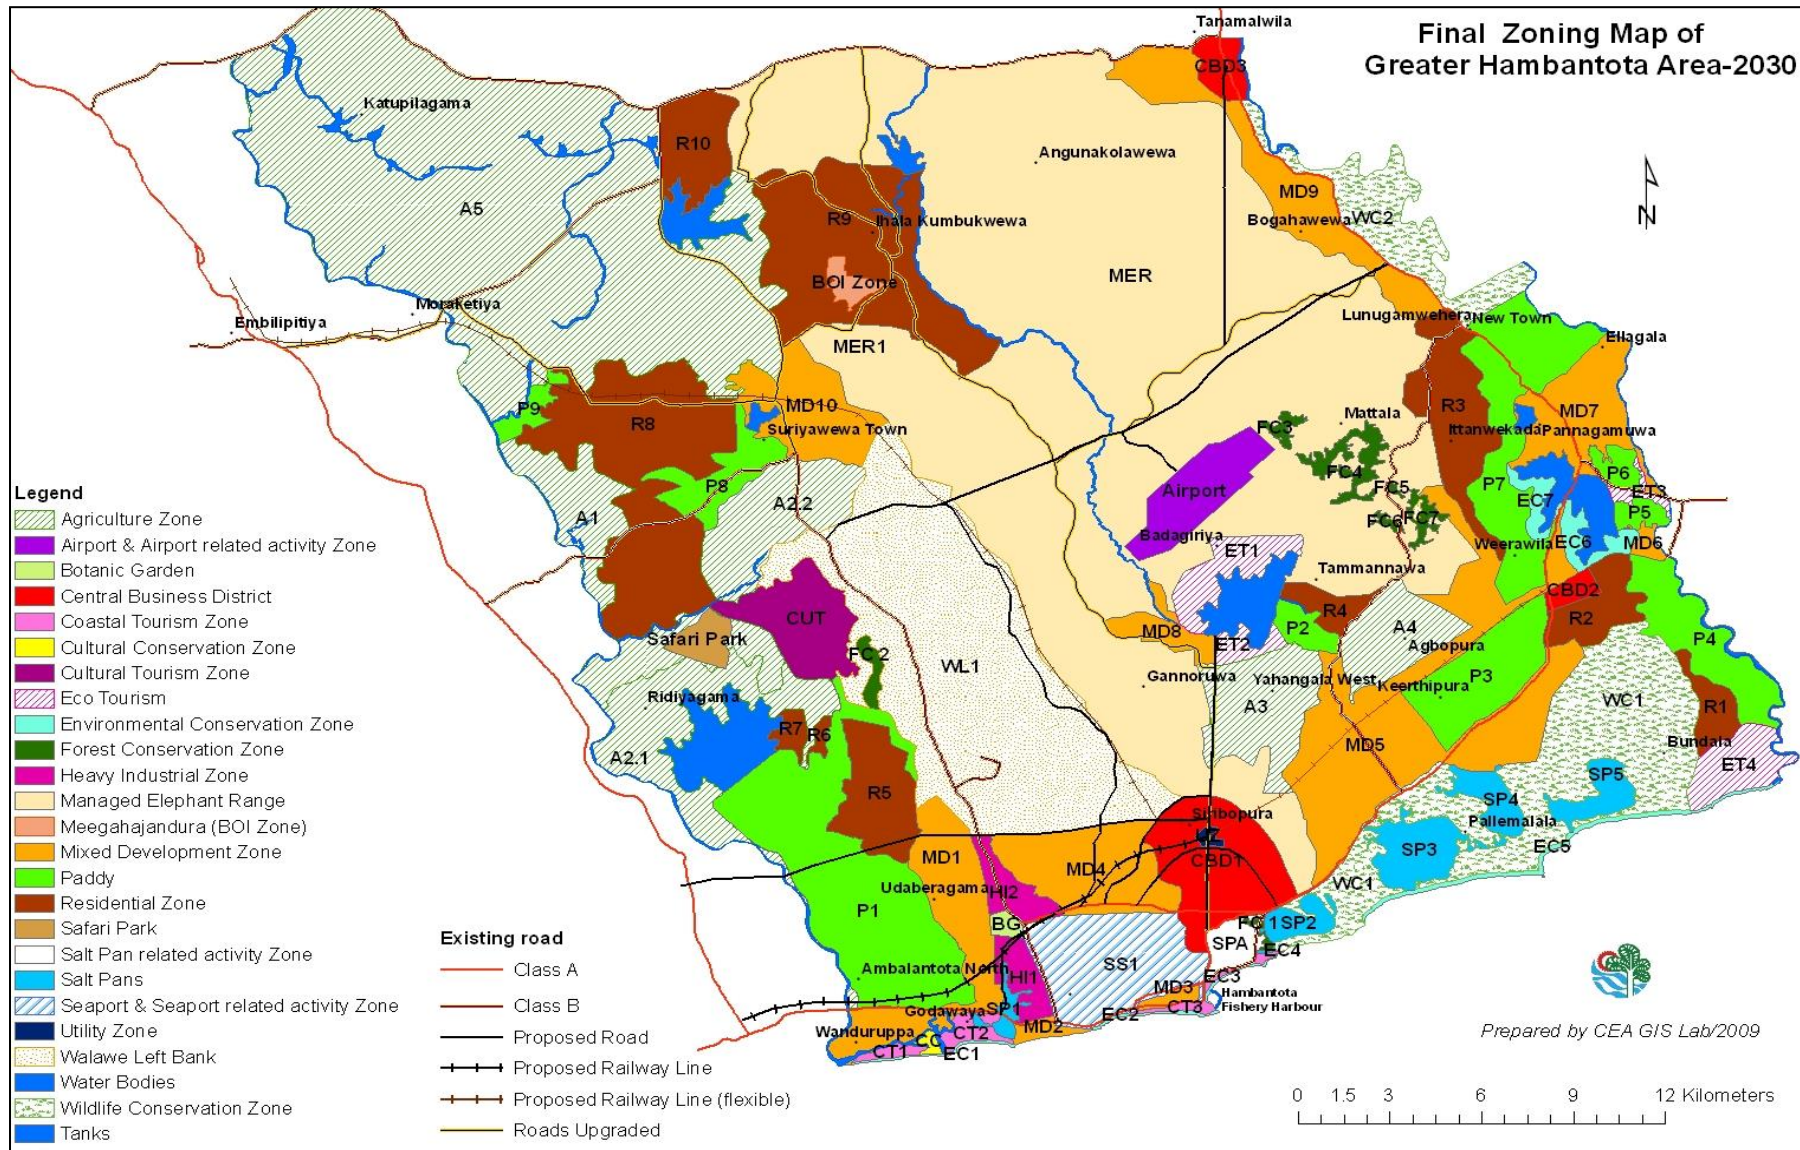 Final Zoning Map of
Greater Hambantota Area-2030
Tanamalwila
CBD3
Katupilagama
R10
Angunakolawewa
A5
MD9
Bogahawewa
WC2
R9
Ihala Kumbukwewa
N
BOI Zone
MER
Moraketiya
Embilipitiya
Lunugamwehera
New Town
Ellagala
MER1
P9
R8
MD10
Suriyawewa Town
FC3
Mattala
R3
Ittanwekada
MD7
Pannagamuwa
FC4
P6
P8
A2.2
Airport
FC5
P7
EC7
ET3
A1
FC6
FC7
P5
Badagiriya
ET1
Weerawila
EC6
MD6
Tammannawa
CBD2
CUT
R4
R2
Safari Park
MD8
ET2
P2
A4
Agbopura
P4
FC 2
WL1
Gannoruwa
Yahangala West
Keerthipura
P3
Ridiyagama
A3
WC1
R1
R7
R6
MD5
Bundala
A2.1
ET4
R5
SP5
SP4
Siribopura
Pallemalala
UZ
SP3
EC5
MD1
CBD1
MD4
Udaberagama
HI2
WC1
P1
BG
FC 1
SP2
SPA
EC4
Ambalantota North
HI1
SS1
EC3
MD3
Hambantota
Fishery Harbour
Godawaya
SP1
CT3
EC2
Wanduruppa
CC
CT2
MD2
CT1
EC1
Legend
Agriculture Zone
Airport & Airport related activity Zone
Botanic Garden
Central Business District
Coastal Tourism Zone
Cultural Conservation Zone
Cultural Tourism Zone
Eco Tourism
Environmental Conservation Zone
Forest Conservation Zone
Heavy Industrial Zone
Managed Elephant Range
Meegahajandura (BOI Zone)
Mixed Development Zone
Paddy
Residential Zone
Safari Park
Salt Pan related activity Zone
Salt Pans
Seaport & Seaport related activity Zone
Utility Zone
Walawe Left Bank
Water Bodies
Wildlife Conservation Zone
Tanks
Existing road
Class A
Class B
Proposed Road
Proposed Railway Line
Proposed Railway Line (flexible)
Roads Upgraded
Prepared by CEA GIS Lab/2009
0 1.5 3 6 9 12 Kilometers